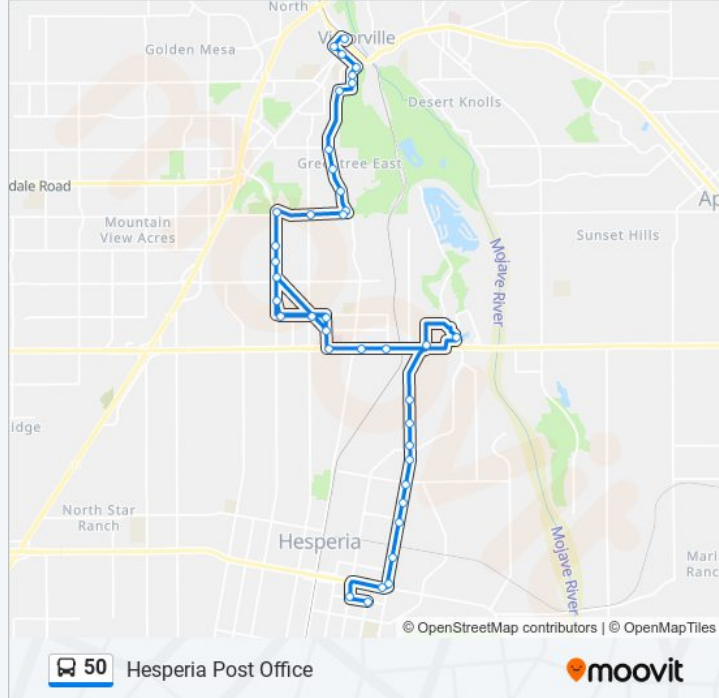 North
Victorville
Golden Mesa
Desert Knolls
Greentree East
dale Road
Ap
Mountain
View Acres
Sunset Hills
Mojave River
idge
North Star
Ranch
Hesperia
Mojave River
Mari
Ranc
moovit
© OpenStreetMap contributors | © OpenMapTiles
50 Hesperia Post Office
moovit